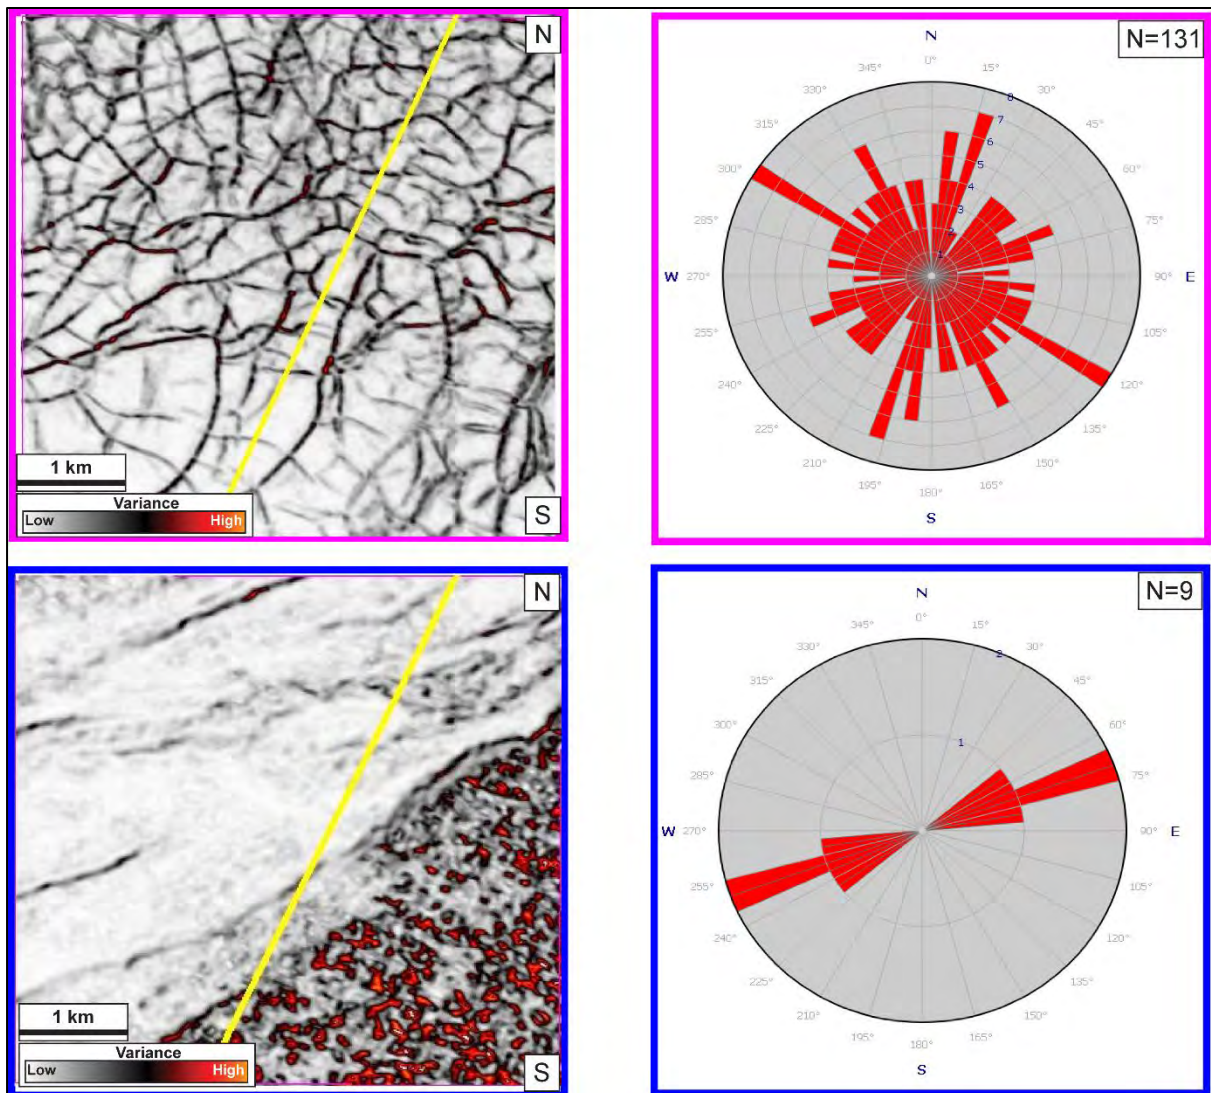 N
S
1 km
Variance
Low
High
N=131
N
0°
15°
30°
45°
60°
75°
90°
E
105°
120°
135°
150°
165°
180°
S
195°
210°
225°
240°
255°
270°
W
285°
300°
315°
330°
345°
1
2
3
4
5
6
7
8
N
S
1 km
Variance
Low
High
N=9
N
0°
15°
30°
45°
60°
75°
90°
E
105°
120°
135°
150°
165°
180°
S
195°
210°
225°
240°
255°
270°
W
285°
300°
315°
330°
345°
1
2